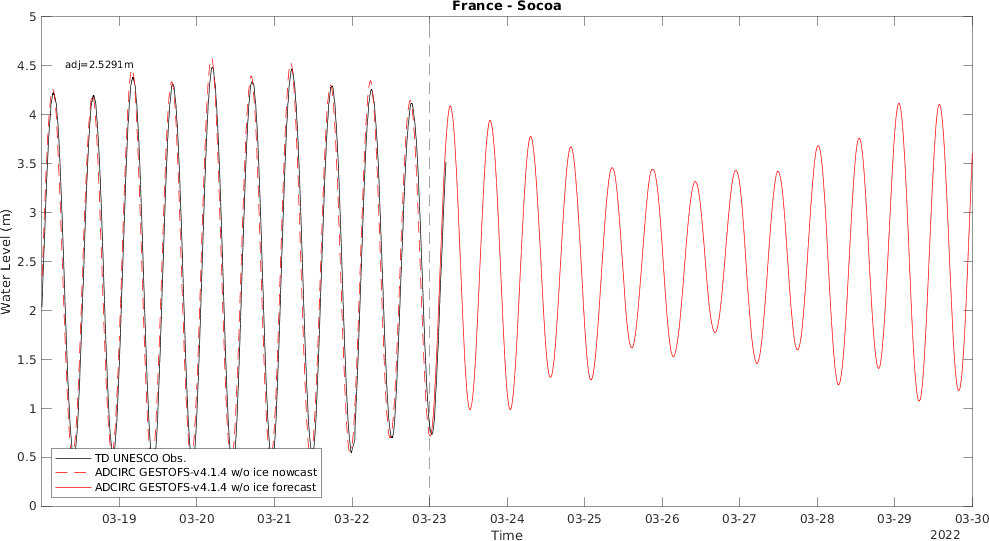 France - Socoa
5
4.5
4
3.5
3
2.5
2
1.5
1
0.5
0
Water Level (m)
adj=2.5291m
TD UNESCO Obs.
ADCIRC GESTOFS-v4.1.4 w/o ice nowcast
ADCIRC GESTOFS-v4.1.4 w/o ice forecast
03-19 03-20 03-21 03-22 03-23 03-24 03-25 03-26 03-27 03-28 03-29 03-30
Time
2022